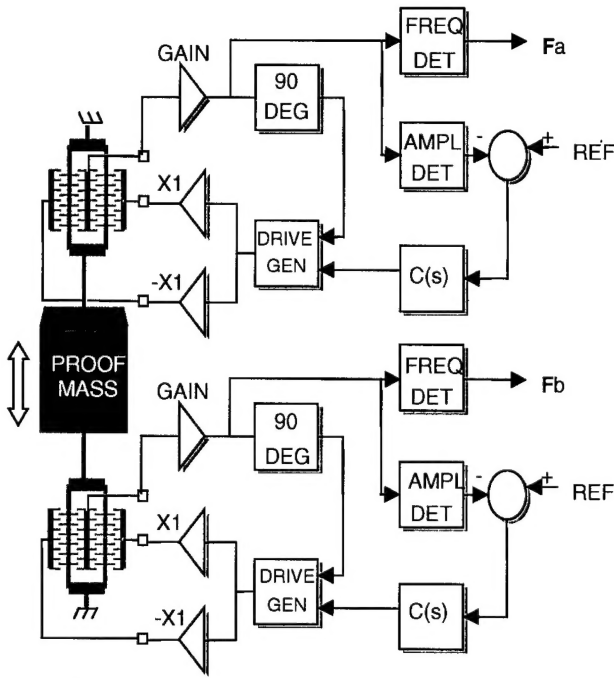 GAIN
FREQ
DET
Fa
90
DEG
AMPL
DET
-
+
REF
X1
DRIVE
GEN
C(s)
-X1
PROOF
MASS
GAIN
FREQ
DET
Fb
90
DEG
AMPL
DET
-
+
REF
X1
DRIVE
GEN
C(s)
-X1